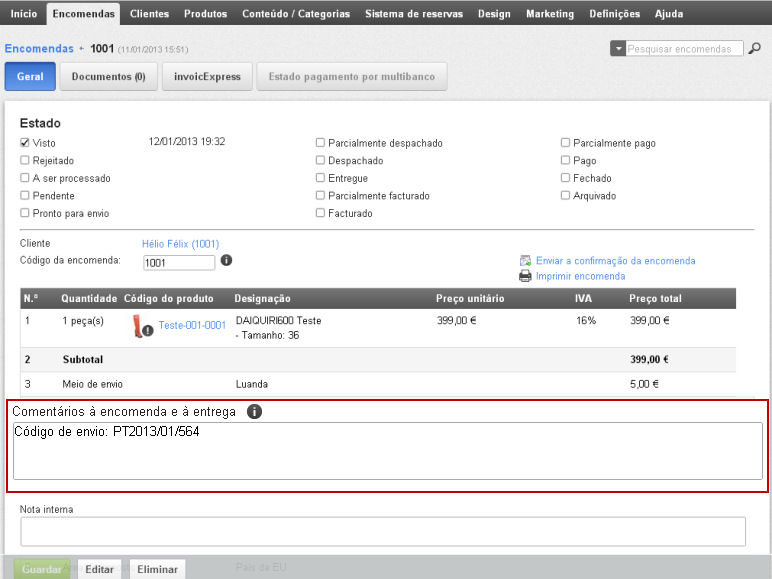 Início Encomendas Clientes Produtos Conteúdo / Categorias Sistema de reservas Design Marketing Definições Ajuda
Encomendas • 1001 (11/01/2013 15:51) Pesquisar encomendas
Geral Documentos (0) invoicExpress Estado pagamento por multibanco
Estado
Visto 12/01/2013 19:32 Parcialmente despachado Parcialmente pago
Rejeitado Despachado Pago
A ser processado Entregue Fechado
Pendente Parcialmente facturado Arquivado
Pronto para envio Facturado
Cliente Hélio Félix (1001)
Código da encomenda: 1001 Enviar a confirmação da encomenda
Imprimir encomenda
N.º Quantidade Código do produto Designação Preço unitário IVA Preço total
1 1 peça(s) Teste-001-0001 DAIQUIRI600 Teste 399,00 € 16% 399,00 €
- Tamanho: 36
2 Subtotal 399,00 €
3 Meio de envio Luanda 5,00 €
Comentários à encomenda e à entrega
Código de envio: PT2013/01/564
Nota interna
Guardar Editar Eliminar País da EU